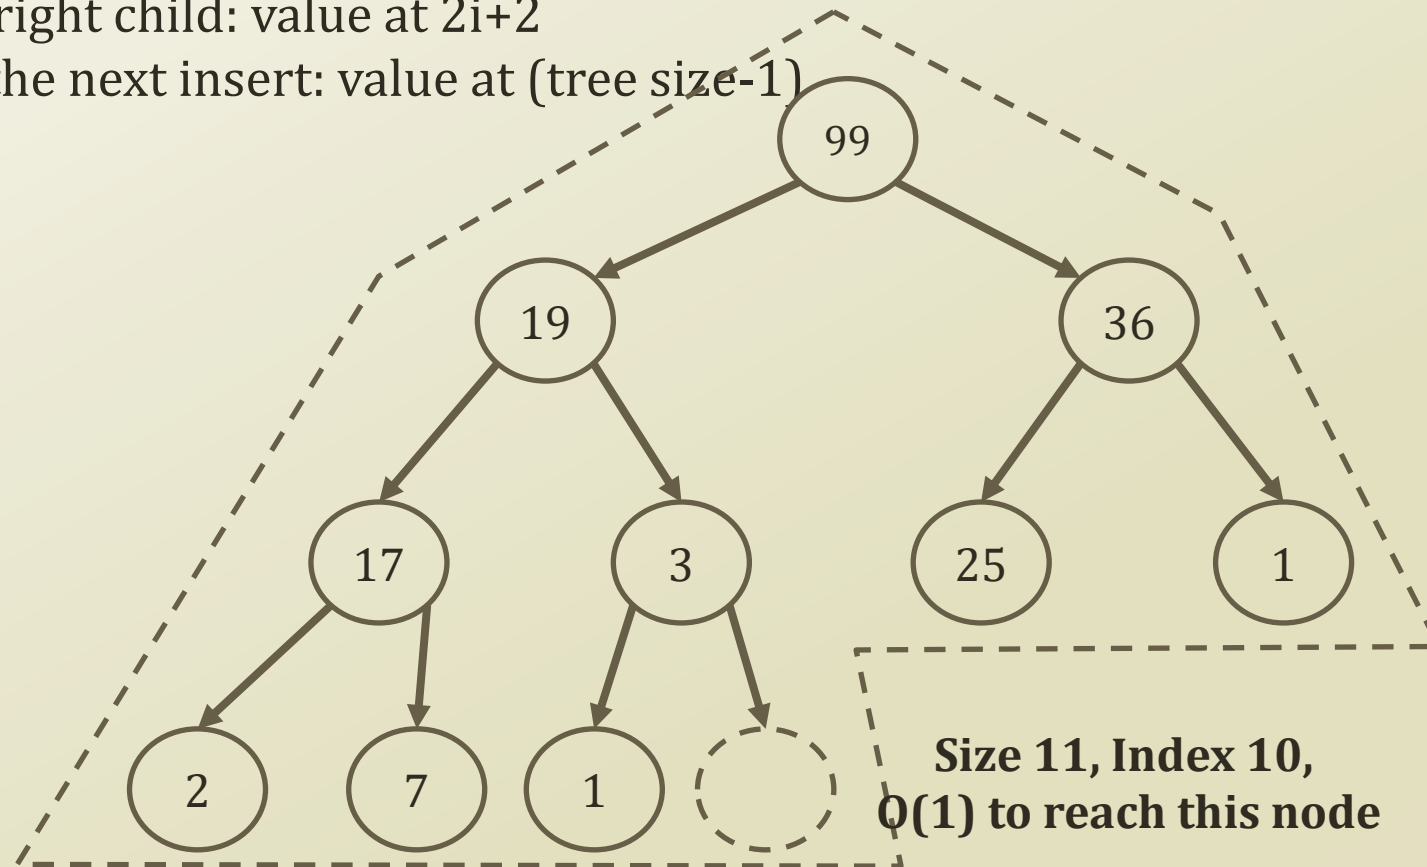 right child: value at 2i+2
the next insert: value at (tree size-1)
99
19
36
17
3
25
1
2
7
1
Size 11, Index 10,
O(1) to reach this node